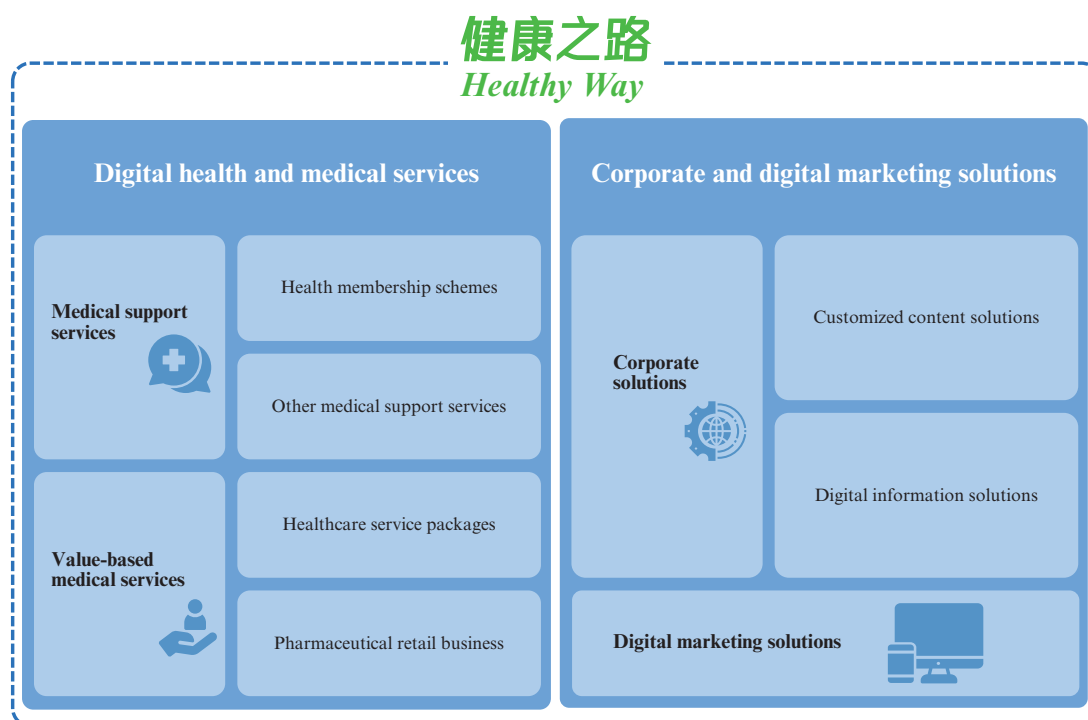 健康之路
Healthy Way
Digital health and medical services
Medical support
services
Health membership schemes
Other medical support services
Value-based
medical services
Healthcare service packages
Pharmaceutical retail business
Corporate and digital marketing solutions
Corporate
solutions
Customized content solutions
Digital information solutions
Digital marketing solutions